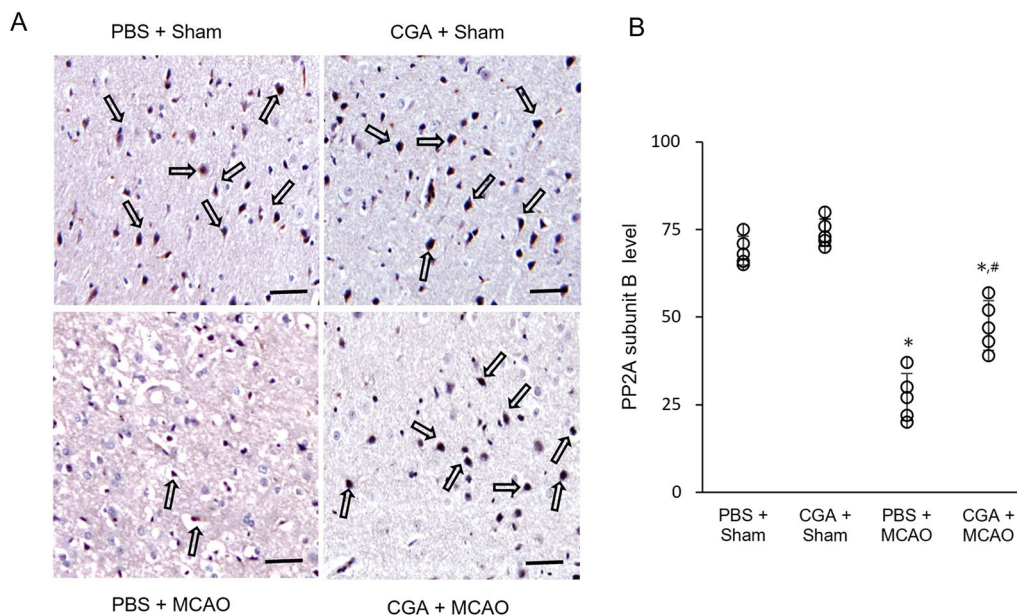 A
PBS + Sham
CGA + Sham
PBS + MCAO
CGA + MCAO
B
PP2A subunit B level
100
75
50
25
0
*
*,#
PBS +
Sham
CGA +
Sham
PBS +
MCAO
CGA +
MCAO